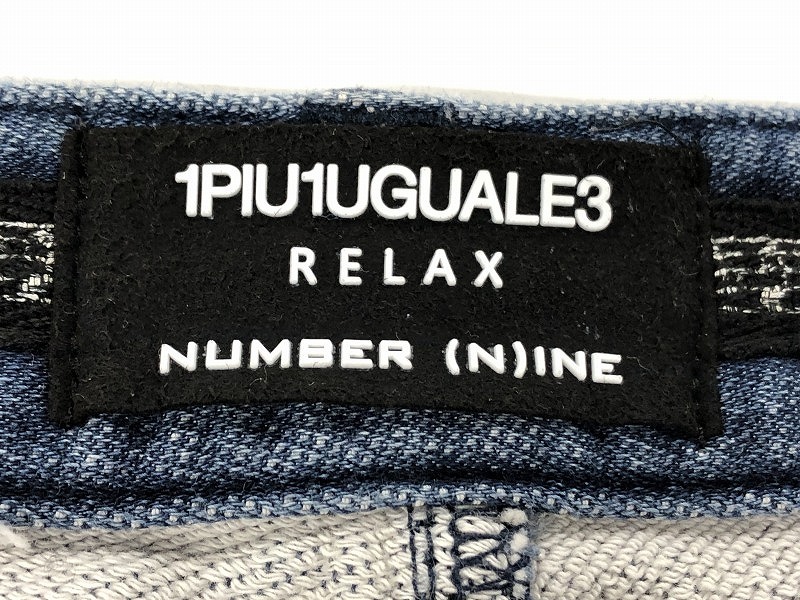 1PIU1UGUALE3
RELAX
NUMBER (N)INE